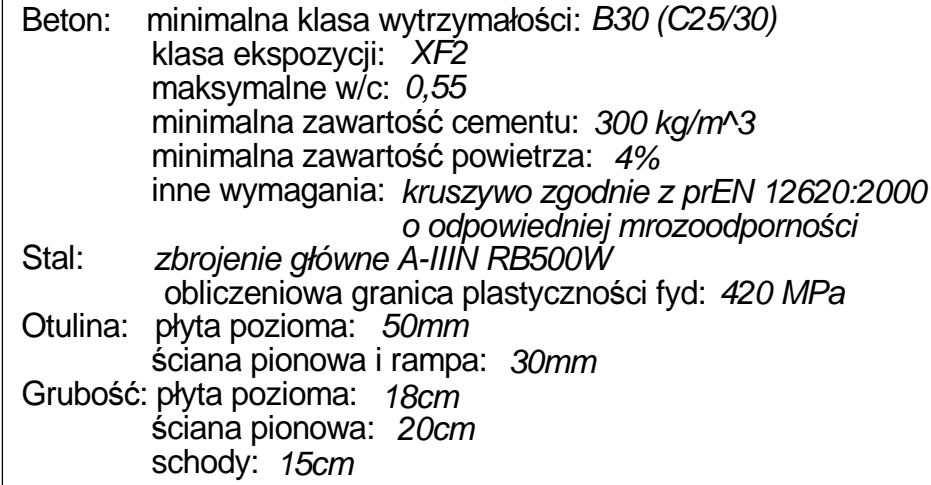 Beton: minimalna klasa wytrzymałości: B30 (C25/30)
klasa ekspozycji: XF2
maksymalne w/c: 0,55
minimalna zawartość cementu: 300 kg/m^3
minimalna zawartość powietrza: 4%
inne wymagania: kruszywo zgodnie z prEN 12620:2000
o odpowiedniej mrozoodporności
Stal: zbrojenie główne A-IIIN RB500W
obliczeniowa granica plastyczności fyd: 420 MPa
Otulina: płyta pozioma: 50mm
ściana pionowa i rampa: 30mm
Grubość: płyta pozioma: 18cm
ściana pionowa: 20cm
schody: 15cm